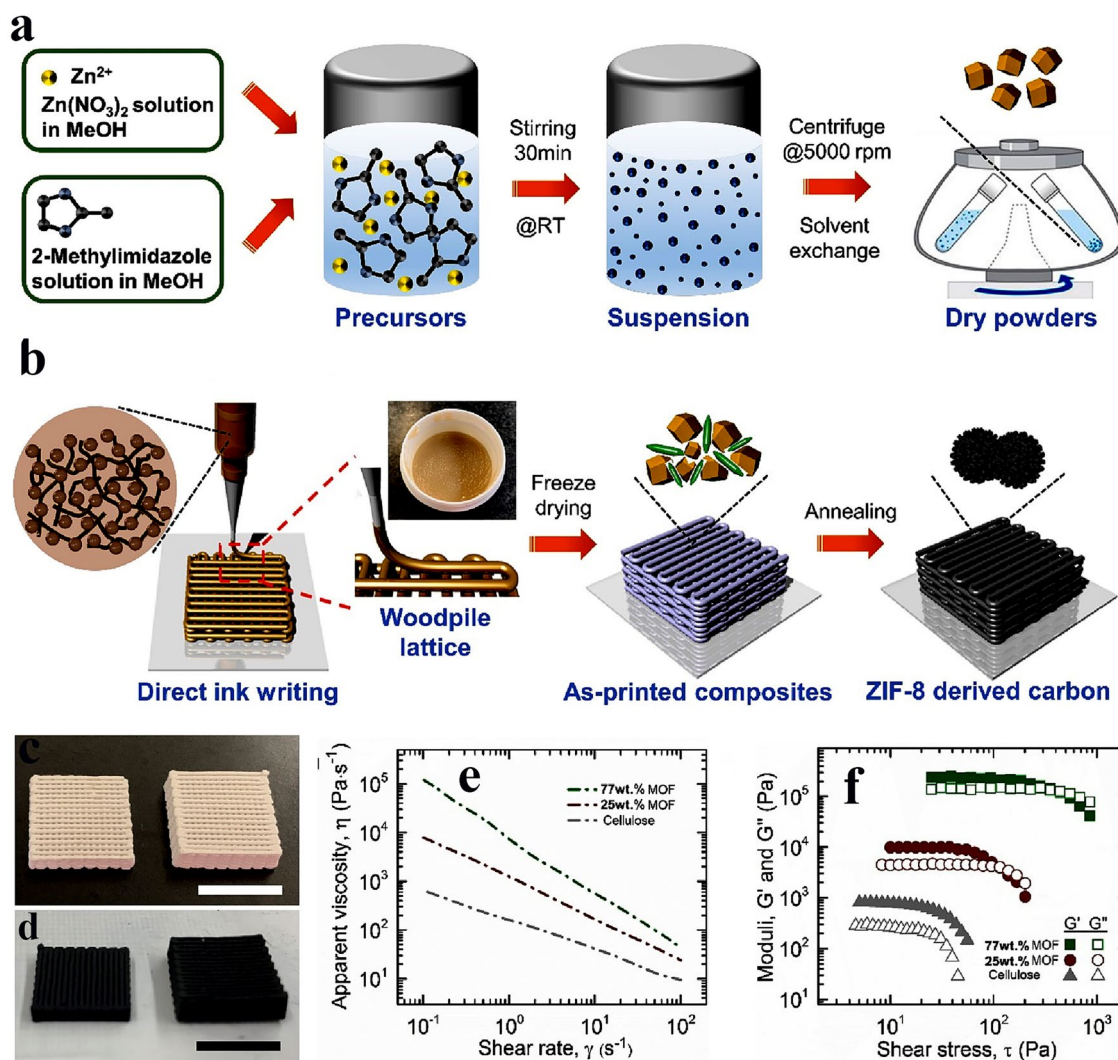 a
Zn²⁺
Zn(NO₃)₂ solution
in MeOH
2-Methylimidazole
solution in MeOH
Precursors
Stirring
30min
@RT
Suspension
Centrifuge
@5000 rpm
Solvent
exchange
Dry powders
b
Direct ink writing
Woodpile
lattice
Freeze
drying
As-printed composites
Annealing
ZIF-8 derived carbon
c
d
e
Apparent viscosity, η (Pa·s⁻¹)
10⁵
10⁴
10³
10²
10¹
77wt.% MOF
25wt.% MOF
Cellulose
10⁻¹
10⁰
10¹
10²
Shear rate, γ (s⁻¹)
f
Moduli, G' and G'' (Pa)
10⁵
10⁴
10³
10²
10¹
G' G''
77wt.% MOF
25wt.% MOF
Cellulose
10¹
10²
10³
Shear stress, τ (Pa)